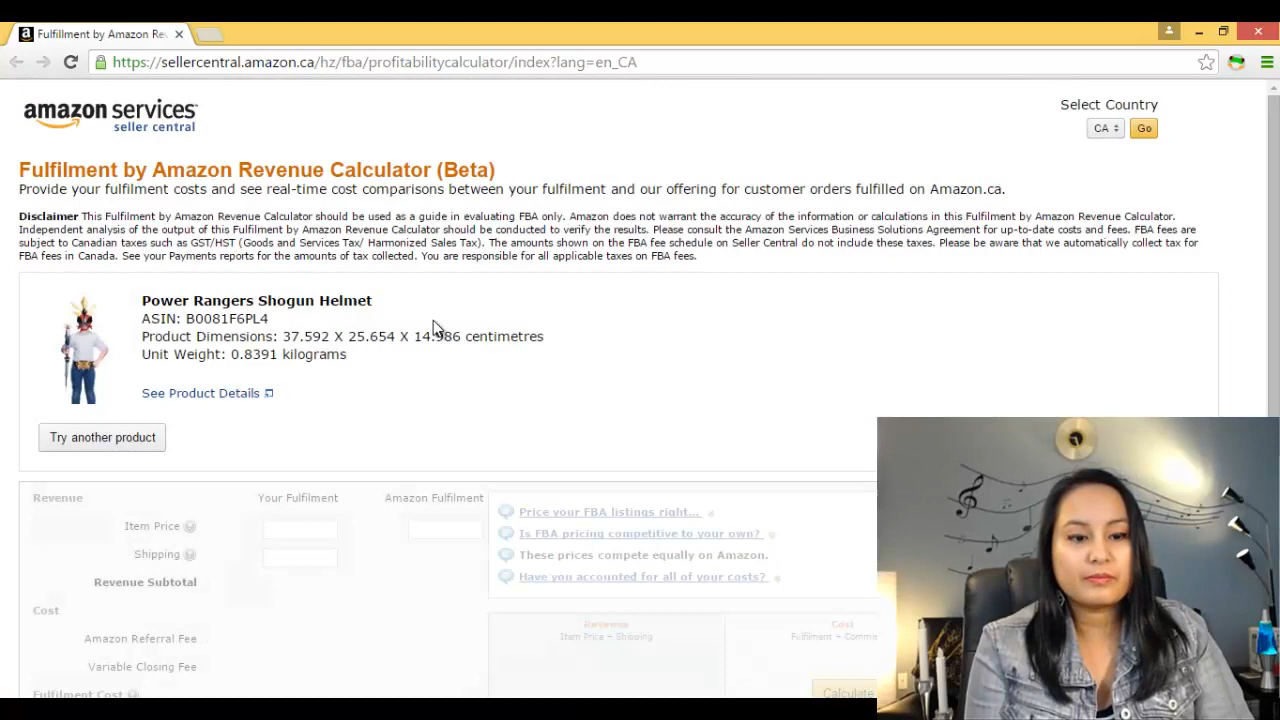 Fulfillment by Amazon Re
https://sellercentral.amazon.ca/hz/fba/profitabilitycalculator/index?lang=en_CA
amazon services
seller central
Select Country
CA
Go
Fulfilment by Amazon Revenue Calculator (Beta)
Provide your fulfilment costs and see real-time cost comparisons between your fulfilment and our offering for customer orders fulfilled on Amazon.ca.
Disclaimer This Fulfilment by Amazon Revenue Calculator should be used as a guide in evaluating FBA only. Amazon does not warrant the accuracy of the information or calculations in this Fulfilment by Amazon Revenue Calculator.
Independent analysis of the output of this Fulfilment by Amazon Revenue Calculator should be conducted to verify the results. Please consult the Amazon Services Business Solutions Agreement for up-to-date costs and fees. FBA fees are
subject to Canadian taxes such as GST/HST (Goods and Services Tax/ Harmonized Sales Tax). The amounts shown on the FBA fee schedule on Seller Central do not include these taxes. Please be aware that we automatically collect tax for
FBA fees in Canada. See your Payments reports for the amounts of tax collected. You are responsible for all applicable taxes on FBA fees.
Power Rangers Shogun Helmet
ASIN: B0081F6PL4
Product Dimensions: 37.592 X 25.654 X 14.986 centimetres
Unit Weight: 0.8391 kilograms
See Product Details
Try another product
Revenue
Your Fulfilment
Amazon Fulfilment
Item Price
Shipping
Revenue Subtotal
Cost
Amazon Referral Fee
Variable Closing Fee
Fulfilment Cost
Price your FBA listings right...
Is FBA pricing competitive to your own?
These prices compete equally on Amazon.
Have you accounted for all of your costs?
Revenue
Item Price + Shipping
Cost
Fulfilment + Comm
Calculate